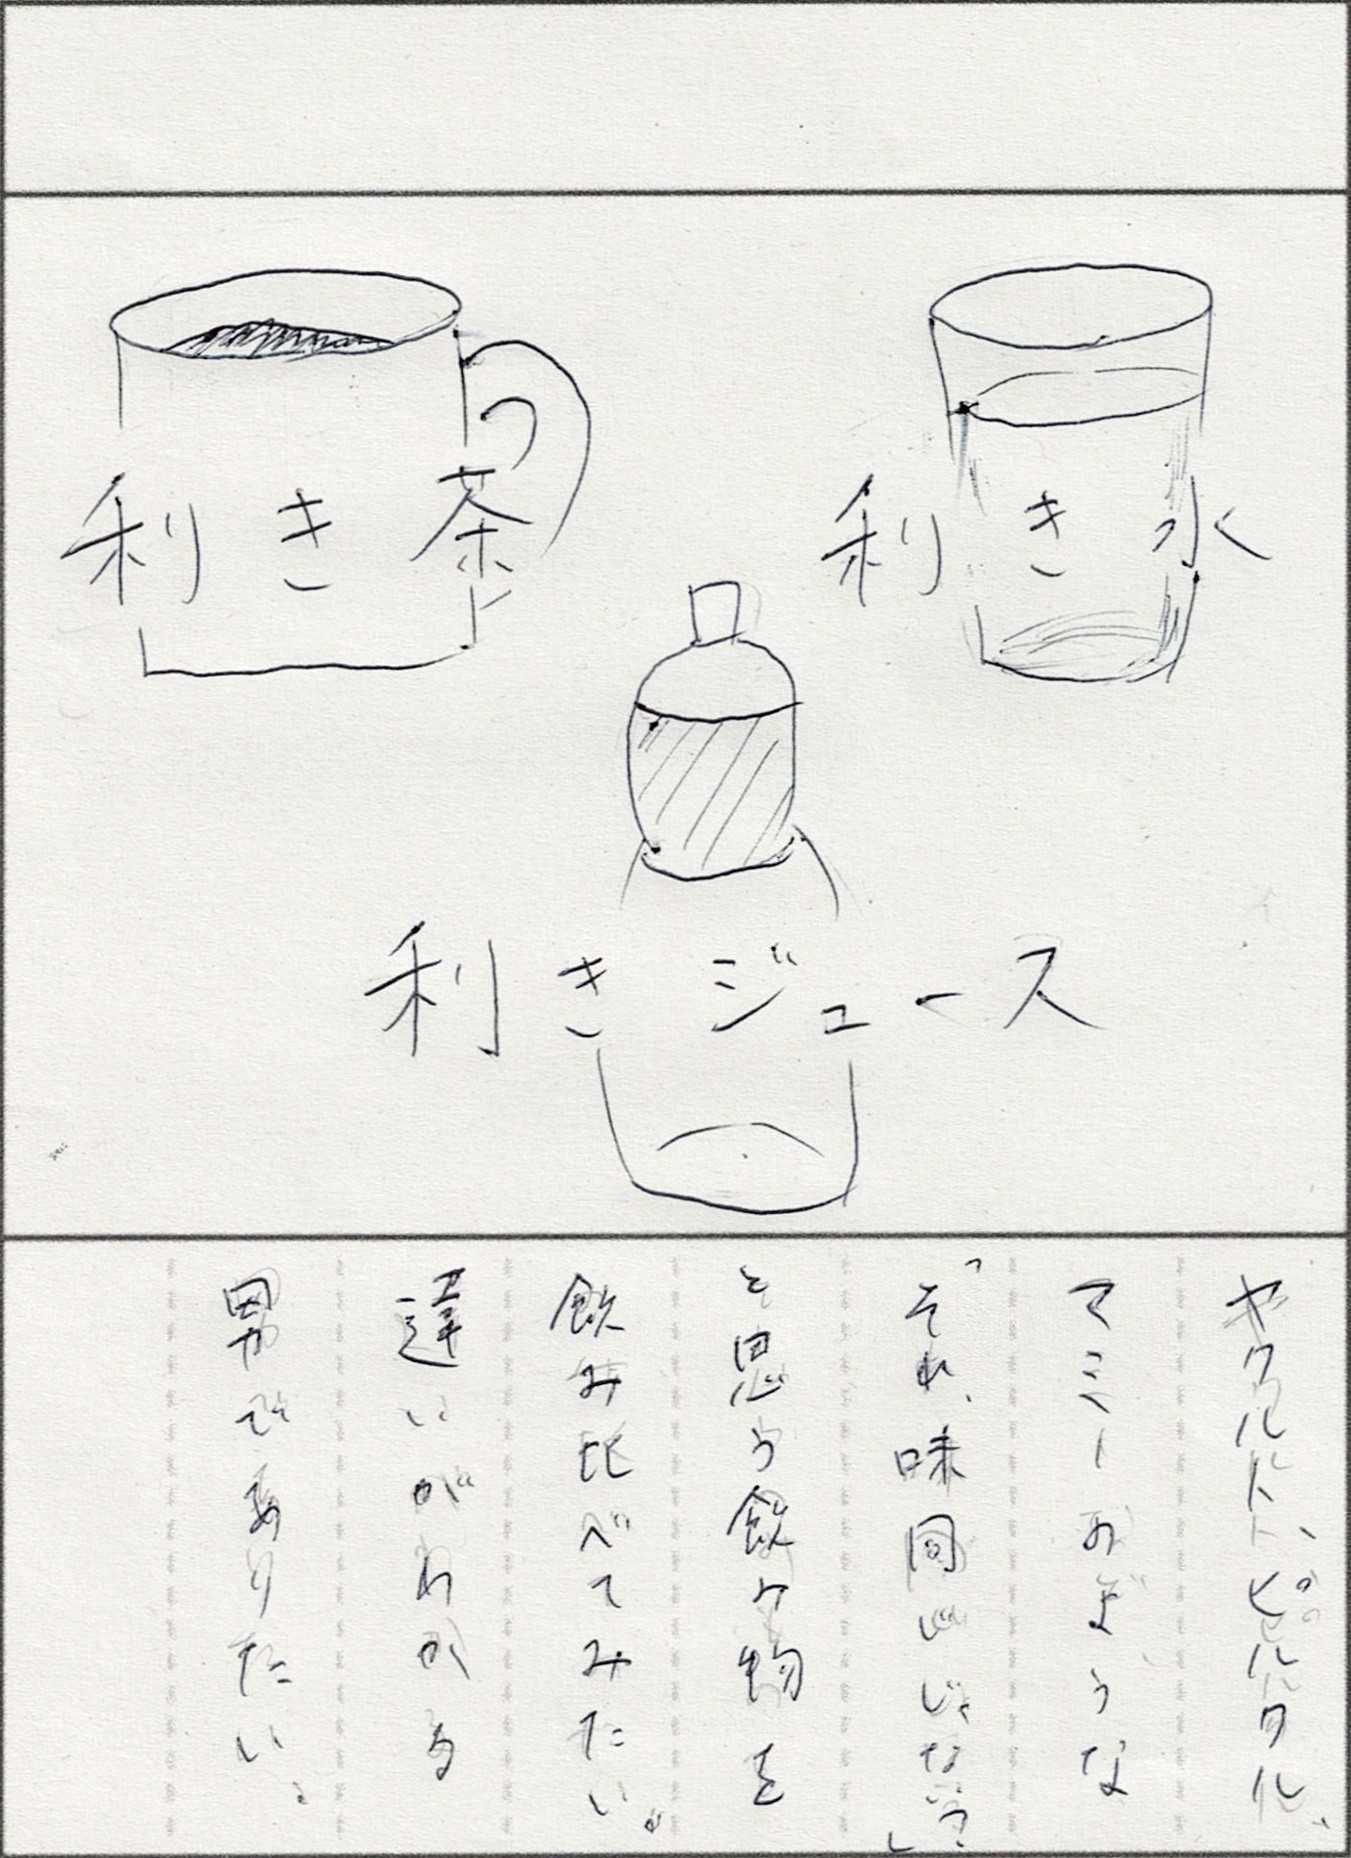 利き茶
利き水
利きジュース
ヤクルト、ピルクル、
マミーのような
「それ、味同じじゃない？」
と思う飲み物を
飲み比べてみたい。
違いがわかる
男でありたい。